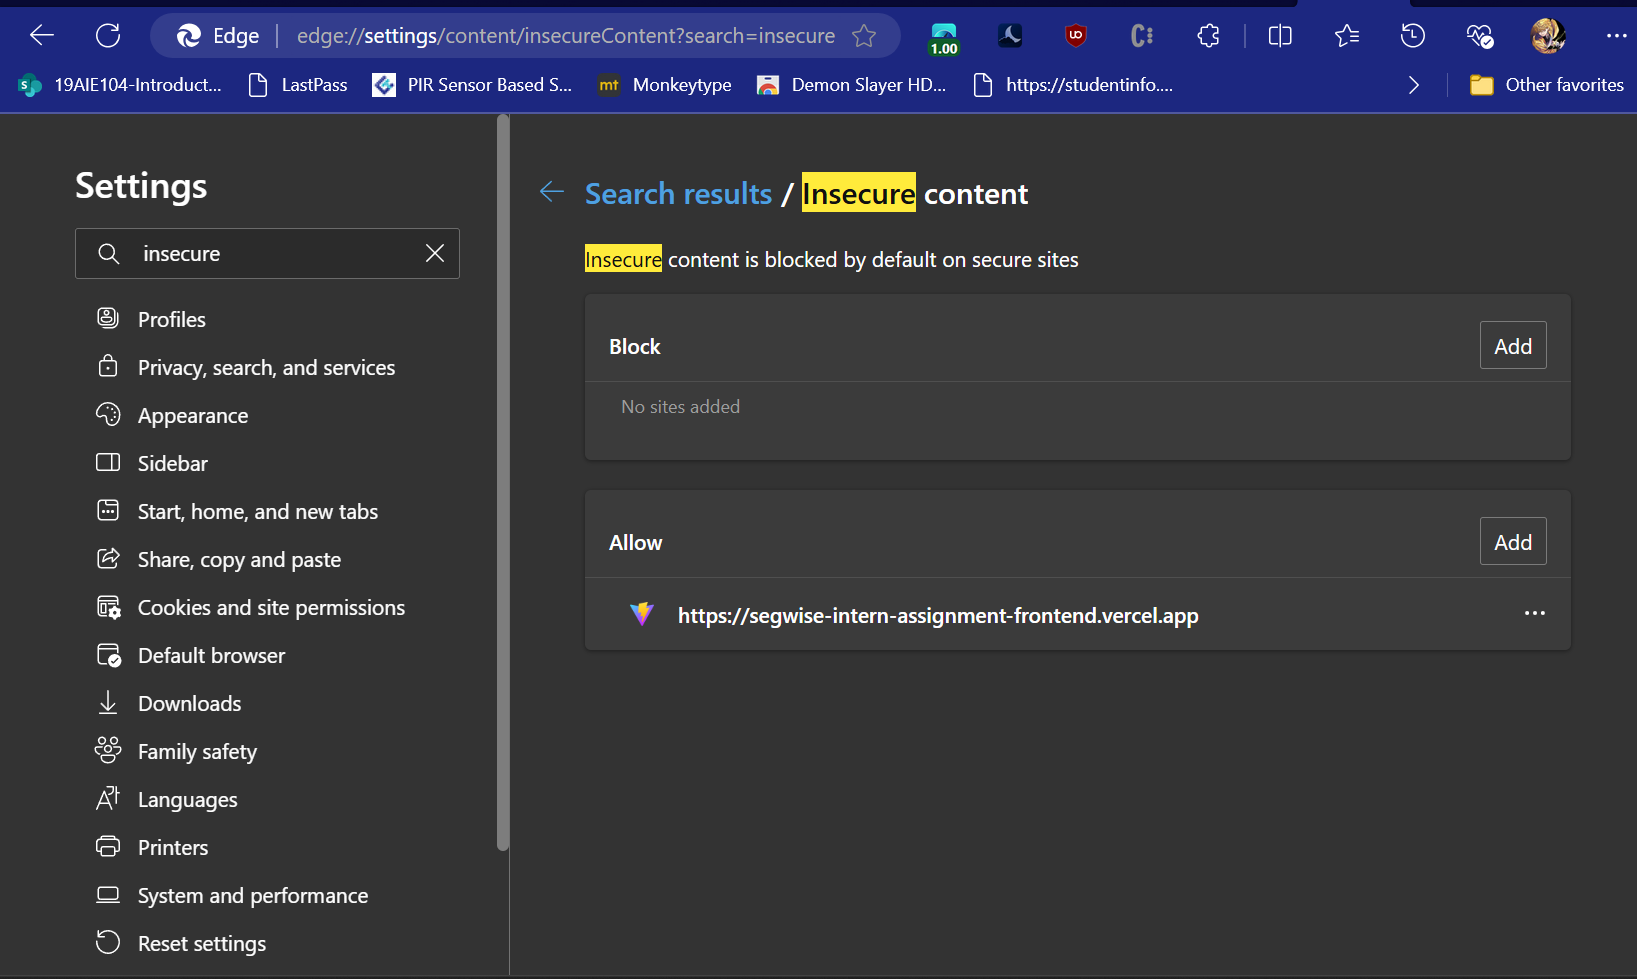 Edge
edge://settings/content/insecureContent?search=insecure
1.00
UD
C
S
19AIE104-Introduct...
LastPass
PIR Sensor Based S...
mt
Monkeytype
Demon Slayer HD...
https://studentinfo....
Other favorites
Settings
insecure
Profiles
Privacy, search, and services
Appearance
Sidebar
Start, home, and new tabs
Share, copy and paste
Cookies and site permissions
Default browser
Downloads
Family safety
Languages
Printers
System and performance
Reset settings
Search results / Insecure content
Insecure content is blocked by default on secure sites
Block
Add
No sites added
Allow
Add
https://segwise-intern-assignment-frontend.vercel.app